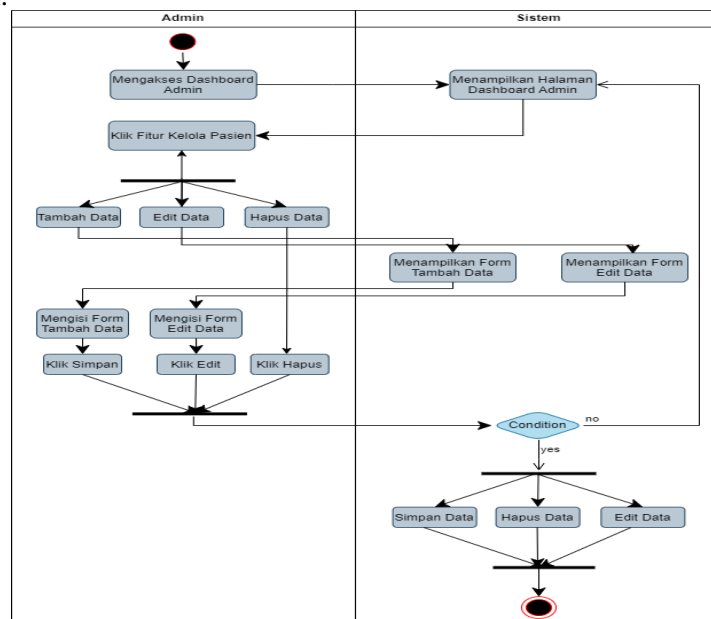 Admin
Sistem
Mengakses Dashboard
Admin
Menampilkan Halaman
Dashboard Admin
Klik Fitur Kelola Pasien
Tambah Data
Edit Data
Hapus Data
Menampilkan Form
Tambah Data
Menampilkan Form
Edit Data
Mengisi Form
Tambah Data
Mengisi Form
Edit Data
Klik Simpan
Klik Edit
Klik Hapus
Condition
no
yes
Simpan Data
Hapus Data
Edit Data